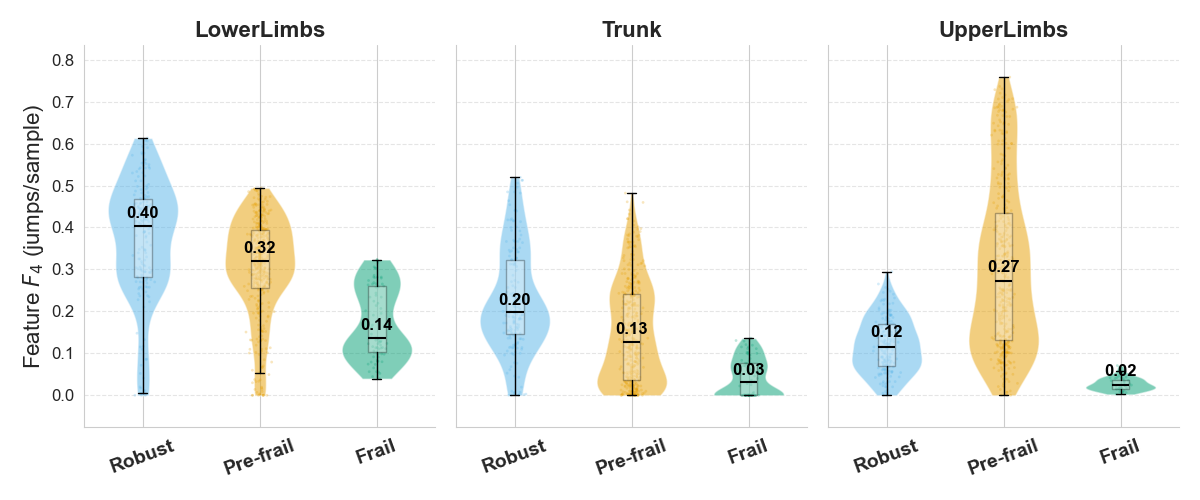 LowerLimbs Trunk UpperLimbs
Feature F₄ (jumps/sample)
0.8
0.7
0.6
0.5
0.4
0.3
0.2
0.1
0.0
0.40 0.32 0.14
0.20 0.13 0.03
0.12 0.27 0.02
Robust Pre-frail Frail Robust Pre-frail Frail Robust Pre-frail Frail